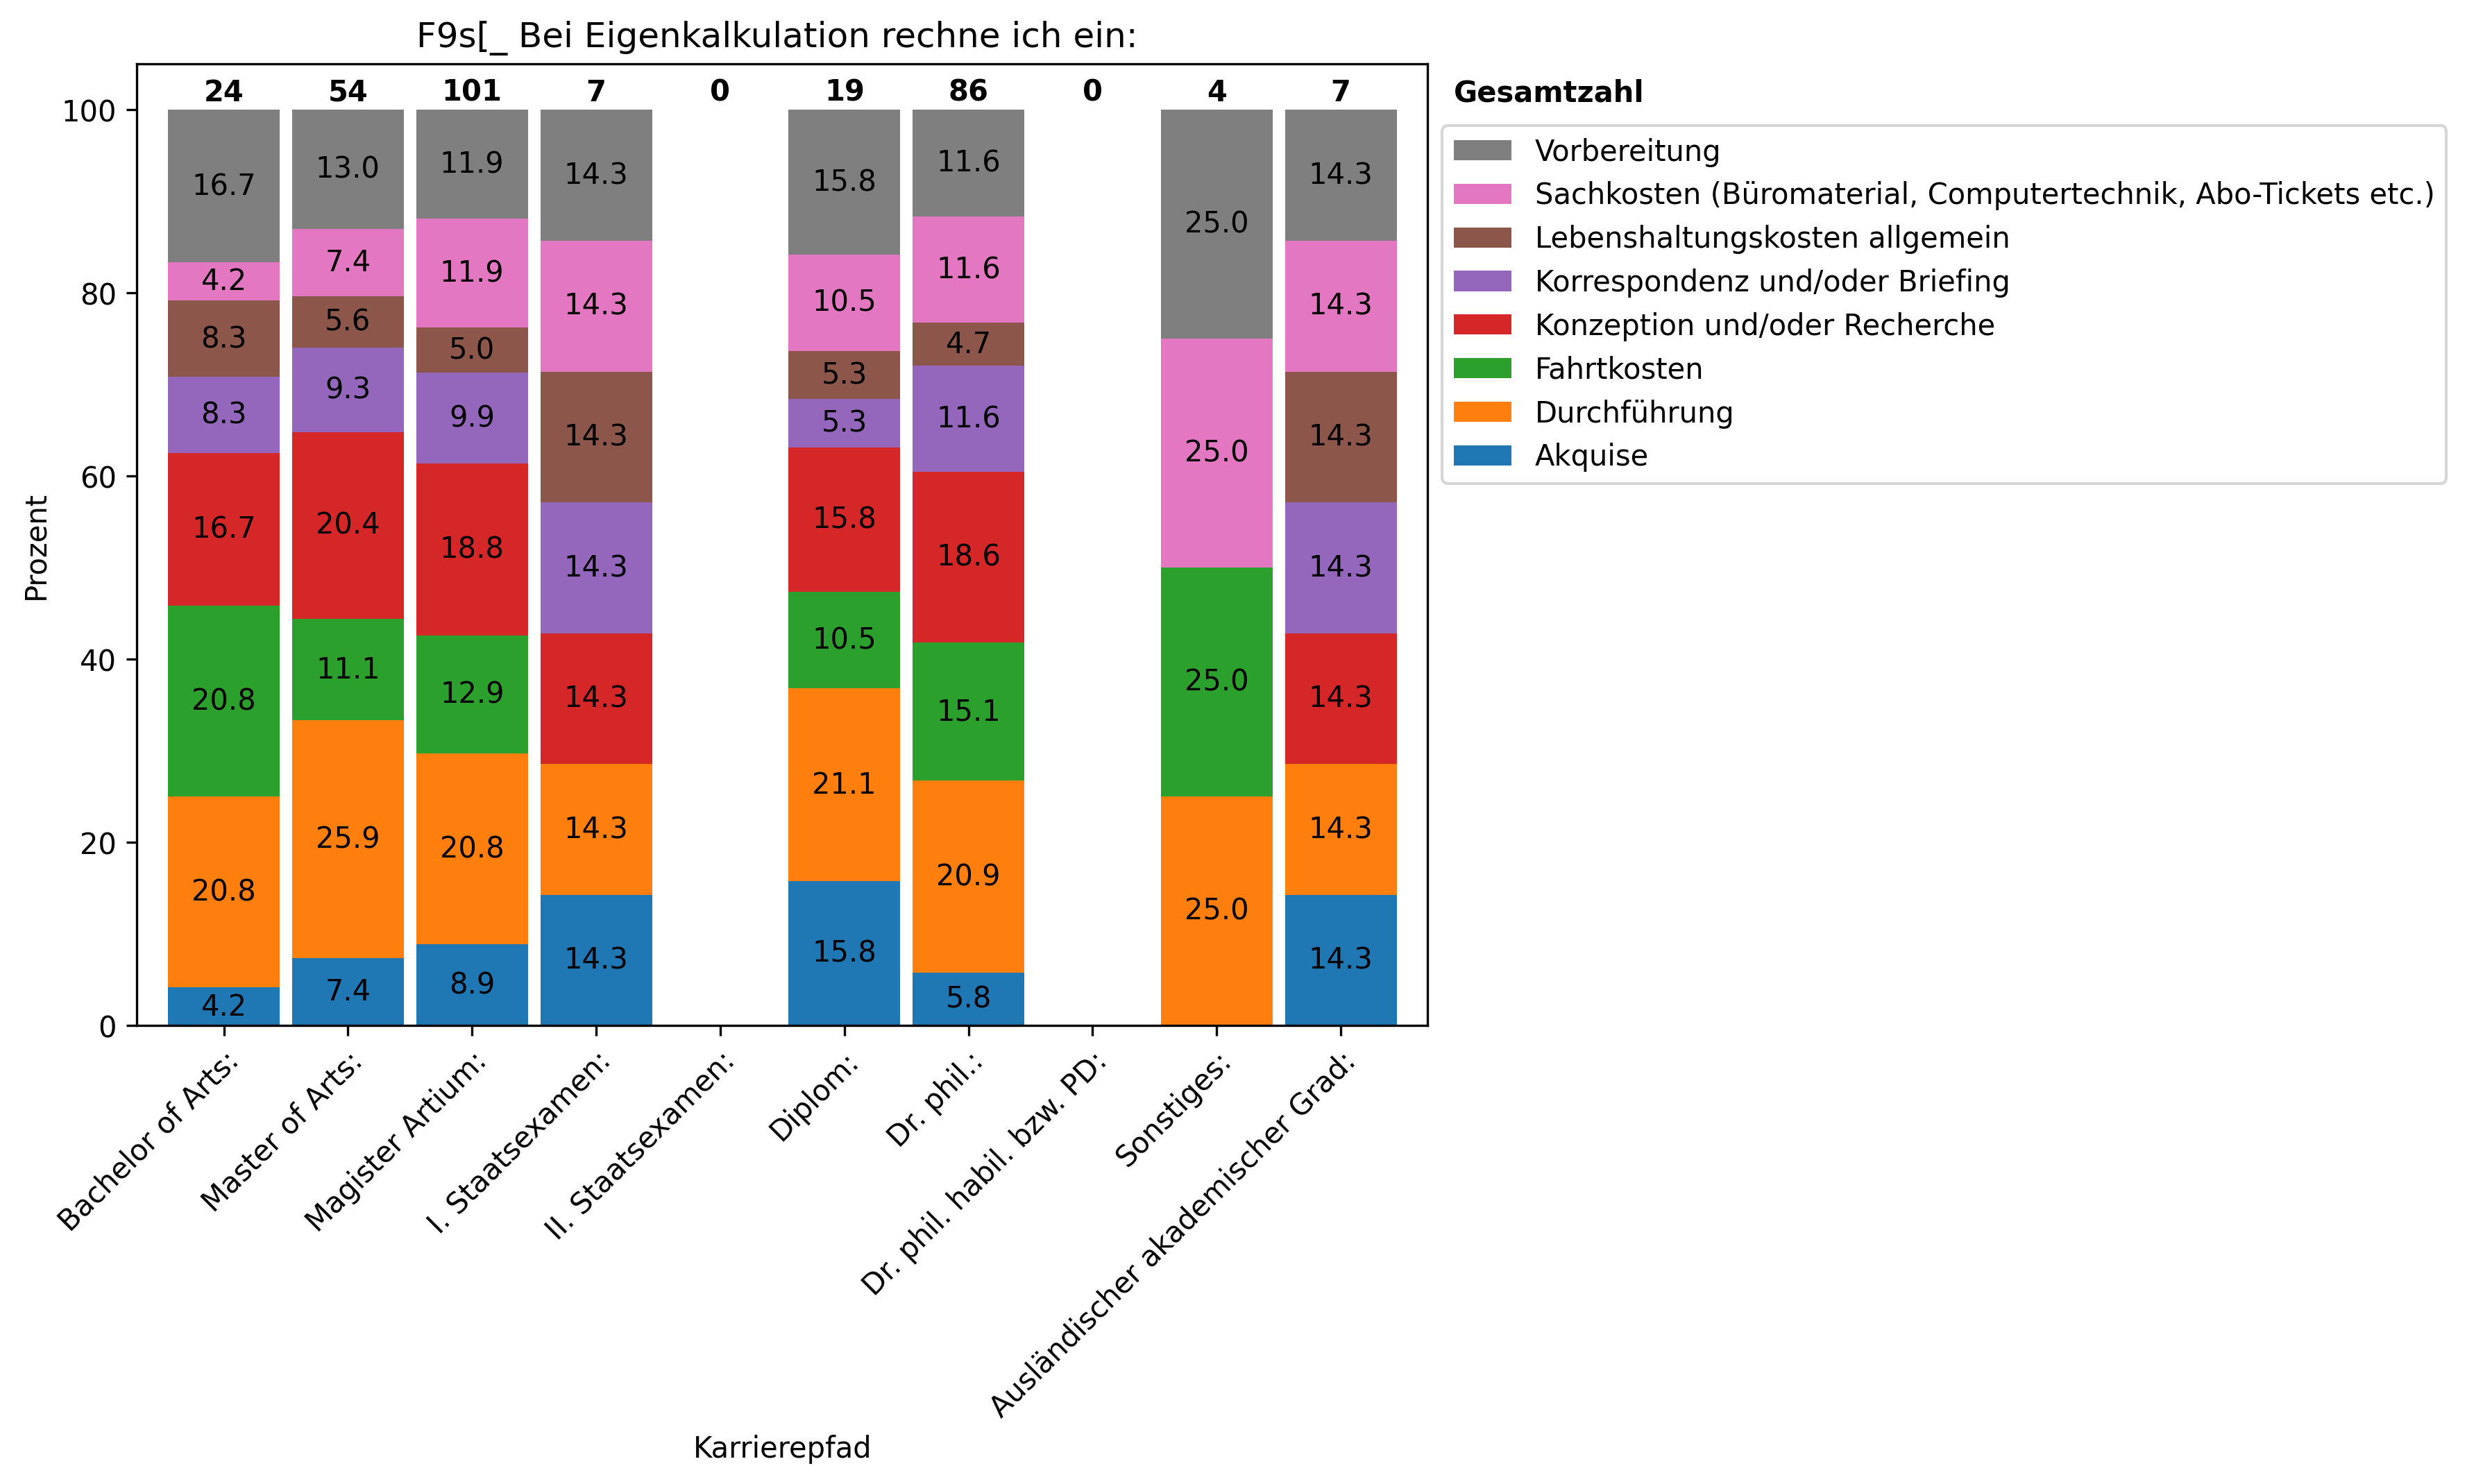 F9s[_ Bei Eigenkalkulation rechne ich ein:
24 54 101 7 0 19 86 0 4 7 Gesamtzahl
Vorbereitung
Sachkosten (Büromaterial, Computertechnik, Abo-Tickets etc.)
Lebenshaltungskosten allgemein
Korrespondenz und/oder Briefing
Konzeption und/oder Recherche
Fahrtkosten
Durchführung
Akquise
Prozent
100
80
60
40
20
0
16.7
4.2
8.3
8.3
16.7
20.8
20.8
4.2
13.0
7.4
5.6
9.3
20.4
11.1
25.9
7.4
11.9
11.9
5.0
9.9
18.8
12.9
20.8
8.9
14.3
14.3
14.3
14.3
14.3
14.3
14.3
15.8
10.5
5.3
5.3
15.8
10.5
21.1
15.8
11.6
11.6
4.7
11.6
18.6
15.1
20.9
5.8
25.0
25.0
25.0
25.0
14.3
14.3
14.3
14.3
14.3
14.3
14.3
Bachelor of Arts:
Master of Arts:
Magister Artium:
I. Staatsexamen:
II. Staatsexamen:
Diplom:
Dr. phil.:
Dr. phil. habil. bzw. PD:
Sonstiges:
Ausländischer akademischer Grad:
Karrierepfad